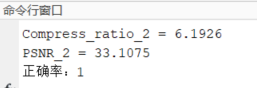 命令行窗口
Compress_ratio_2 = 6.1926
PSNR_2 = 33.1075
正确率：1